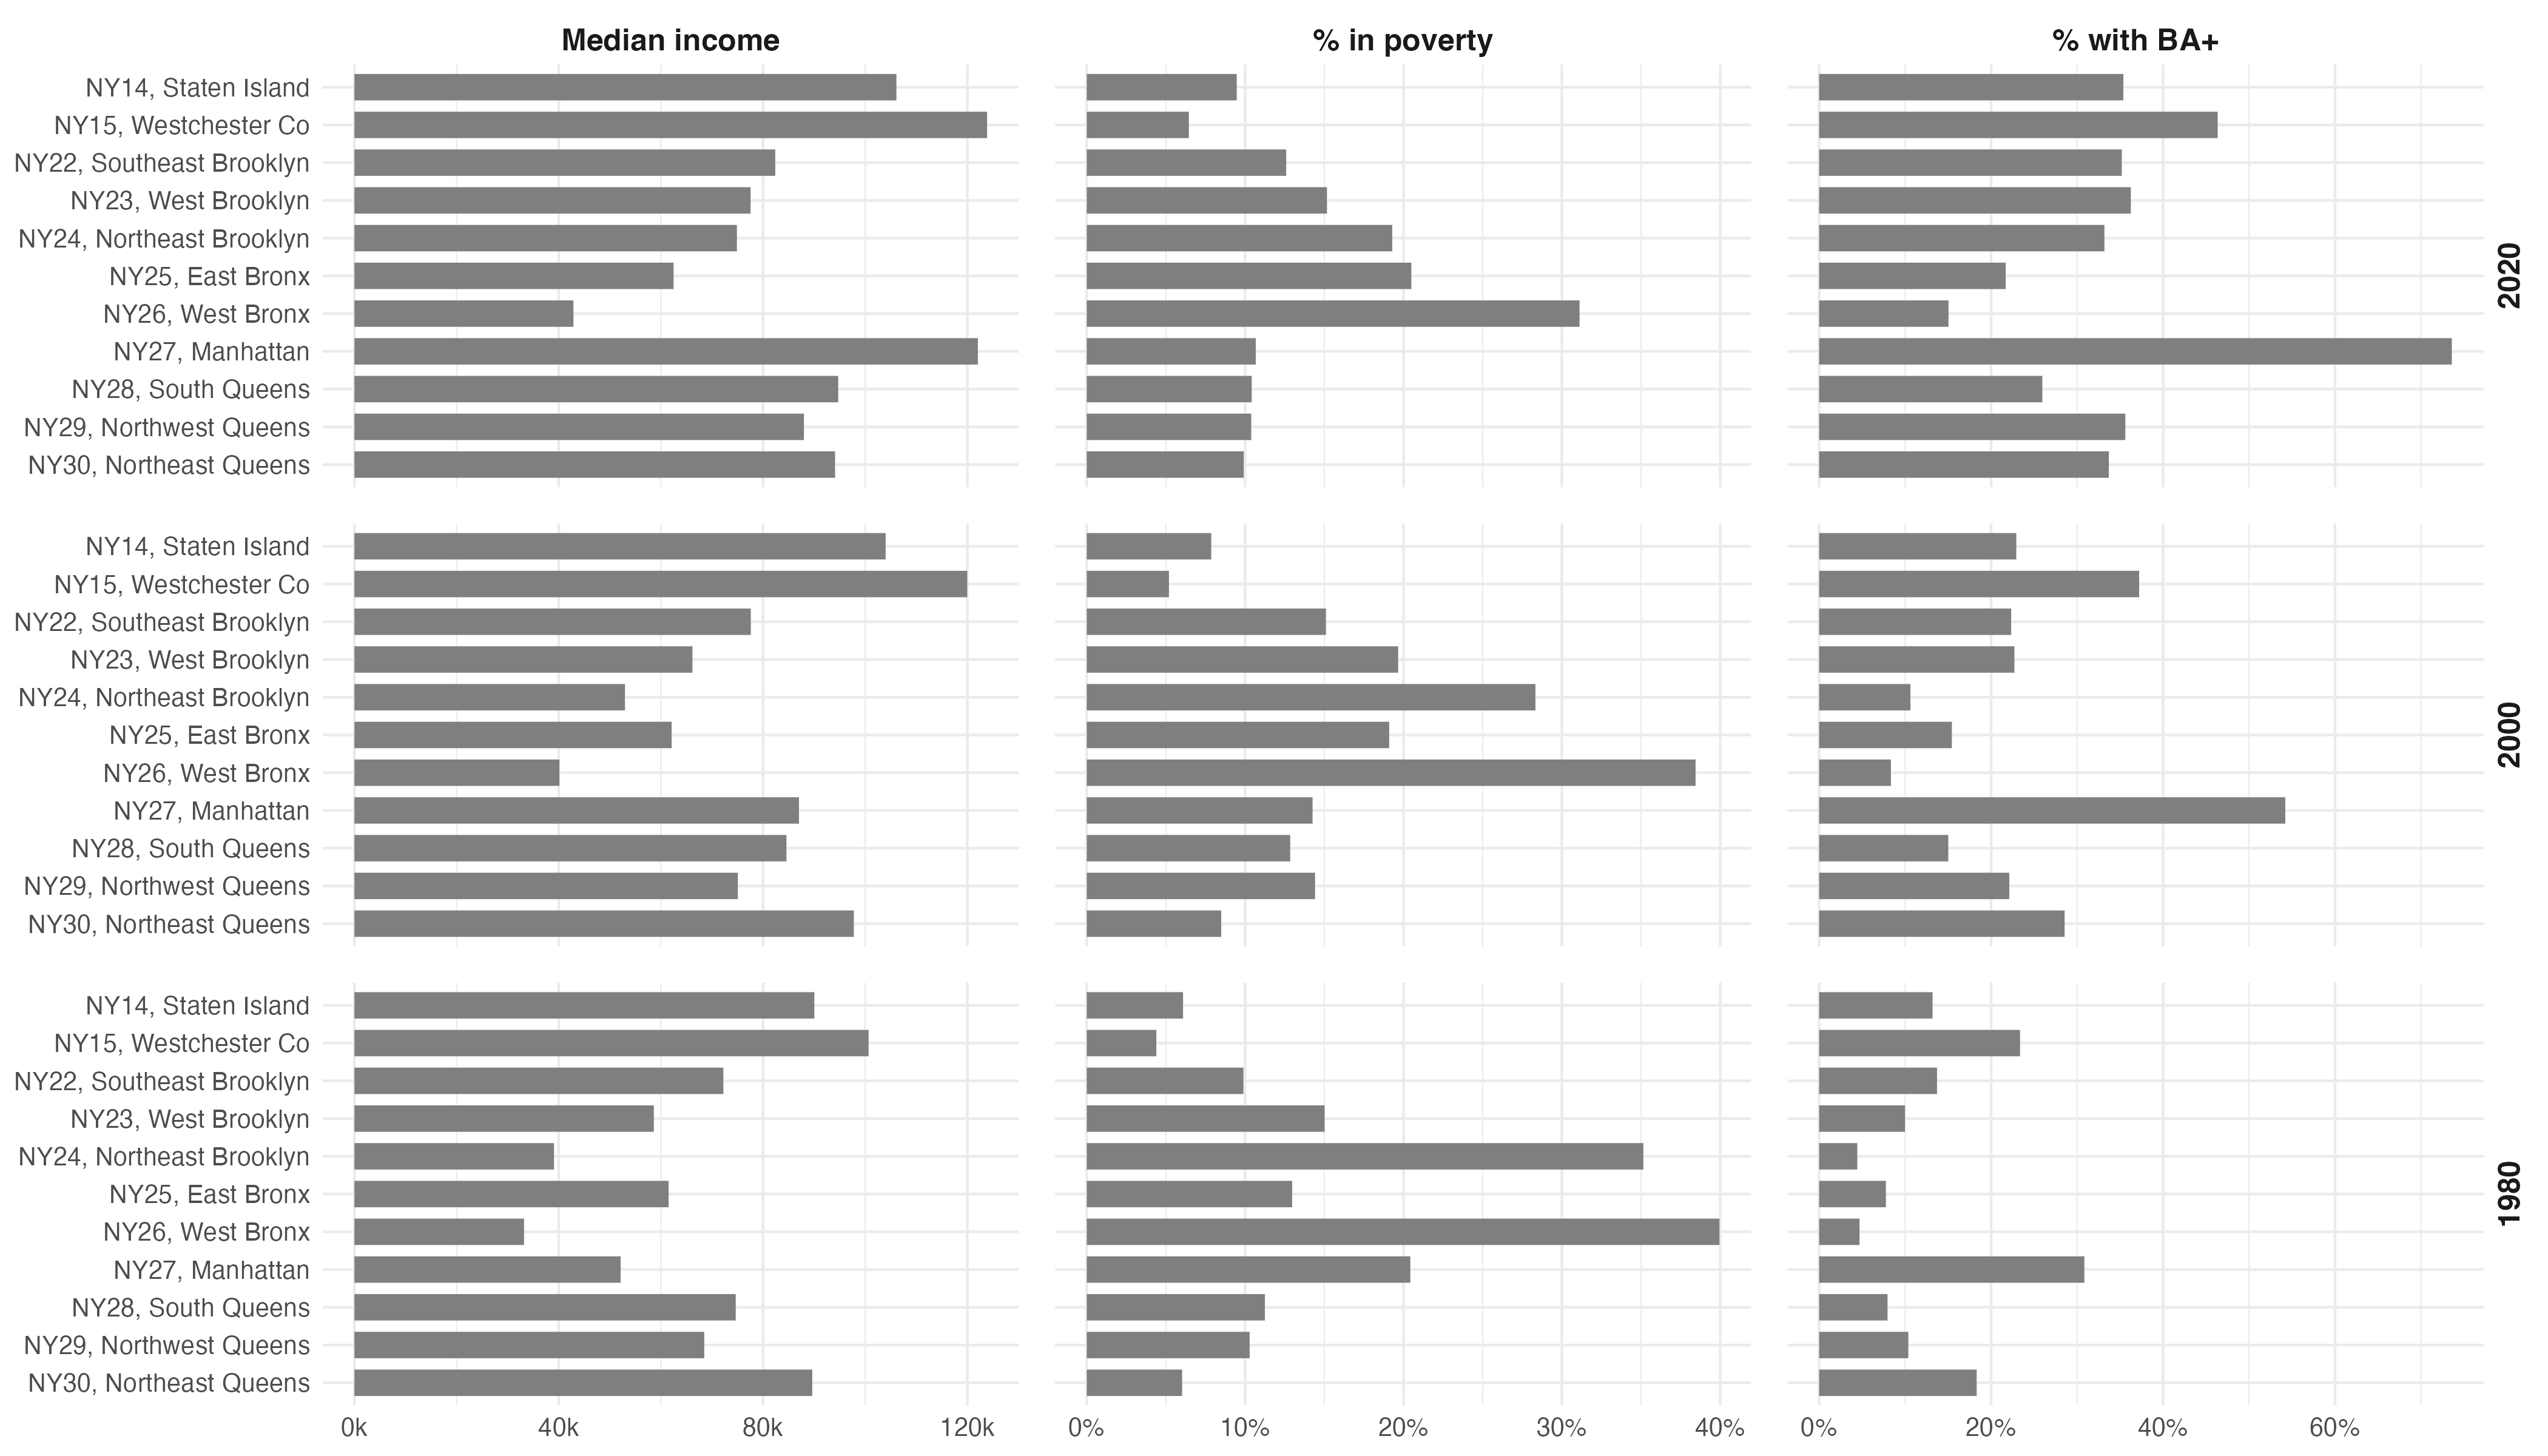 Median income
% in poverty
% with BA+
NY14, Staten Island
NY15, Westchester Co
NY22, Southeast Brooklyn
NY23, West Brooklyn
NY24, Northeast Brooklyn
NY25, East Bronx
NY26, West Bronx
NY27, Manhattan
NY28, South Queens
NY29, Northwest Queens
NY30, Northeast Queens
2020
NY14, Staten Island
NY15, Westchester Co
NY22, Southeast Brooklyn
NY23, West Brooklyn
NY24, Northeast Brooklyn
NY25, East Bronx
NY26, West Bronx
NY27, Manhattan
NY28, South Queens
NY29, Northwest Queens
NY30, Northeast Queens
2000
NY14, Staten Island
NY15, Westchester Co
NY22, Southeast Brooklyn
NY23, West Brooklyn
NY24, Northeast Brooklyn
NY25, East Bronx
NY26, West Bronx
NY27, Manhattan
NY28, South Queens
NY29, Northwest Queens
NY30, Northeast Queens
1980
0k 40k 80k 120k
0% 10% 20% 30% 40%
0% 20% 40% 60%